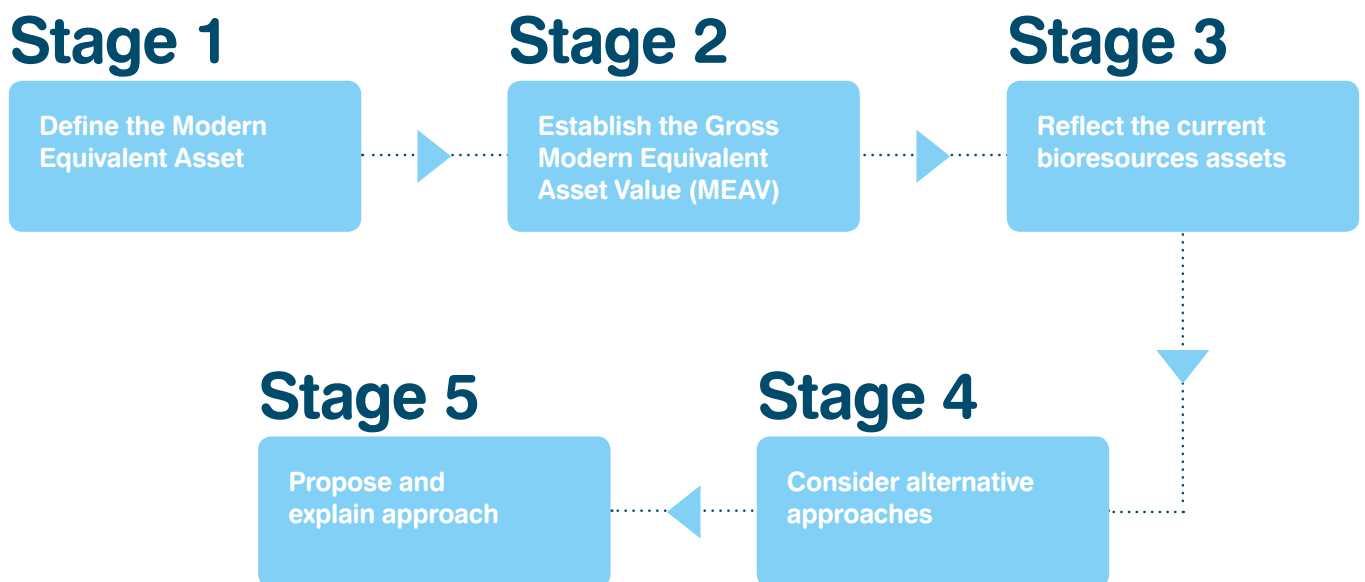 Stage 1
Define the Modern
Equivalent Asset
Stage 2
Establish the Gross
Modern Equivalent
Asset Value (MEAV)
Stage 3
Reflect the current
bioresources assets
Stage 4
Consider alternative
approaches
Stage 5
Propose and
explain approach